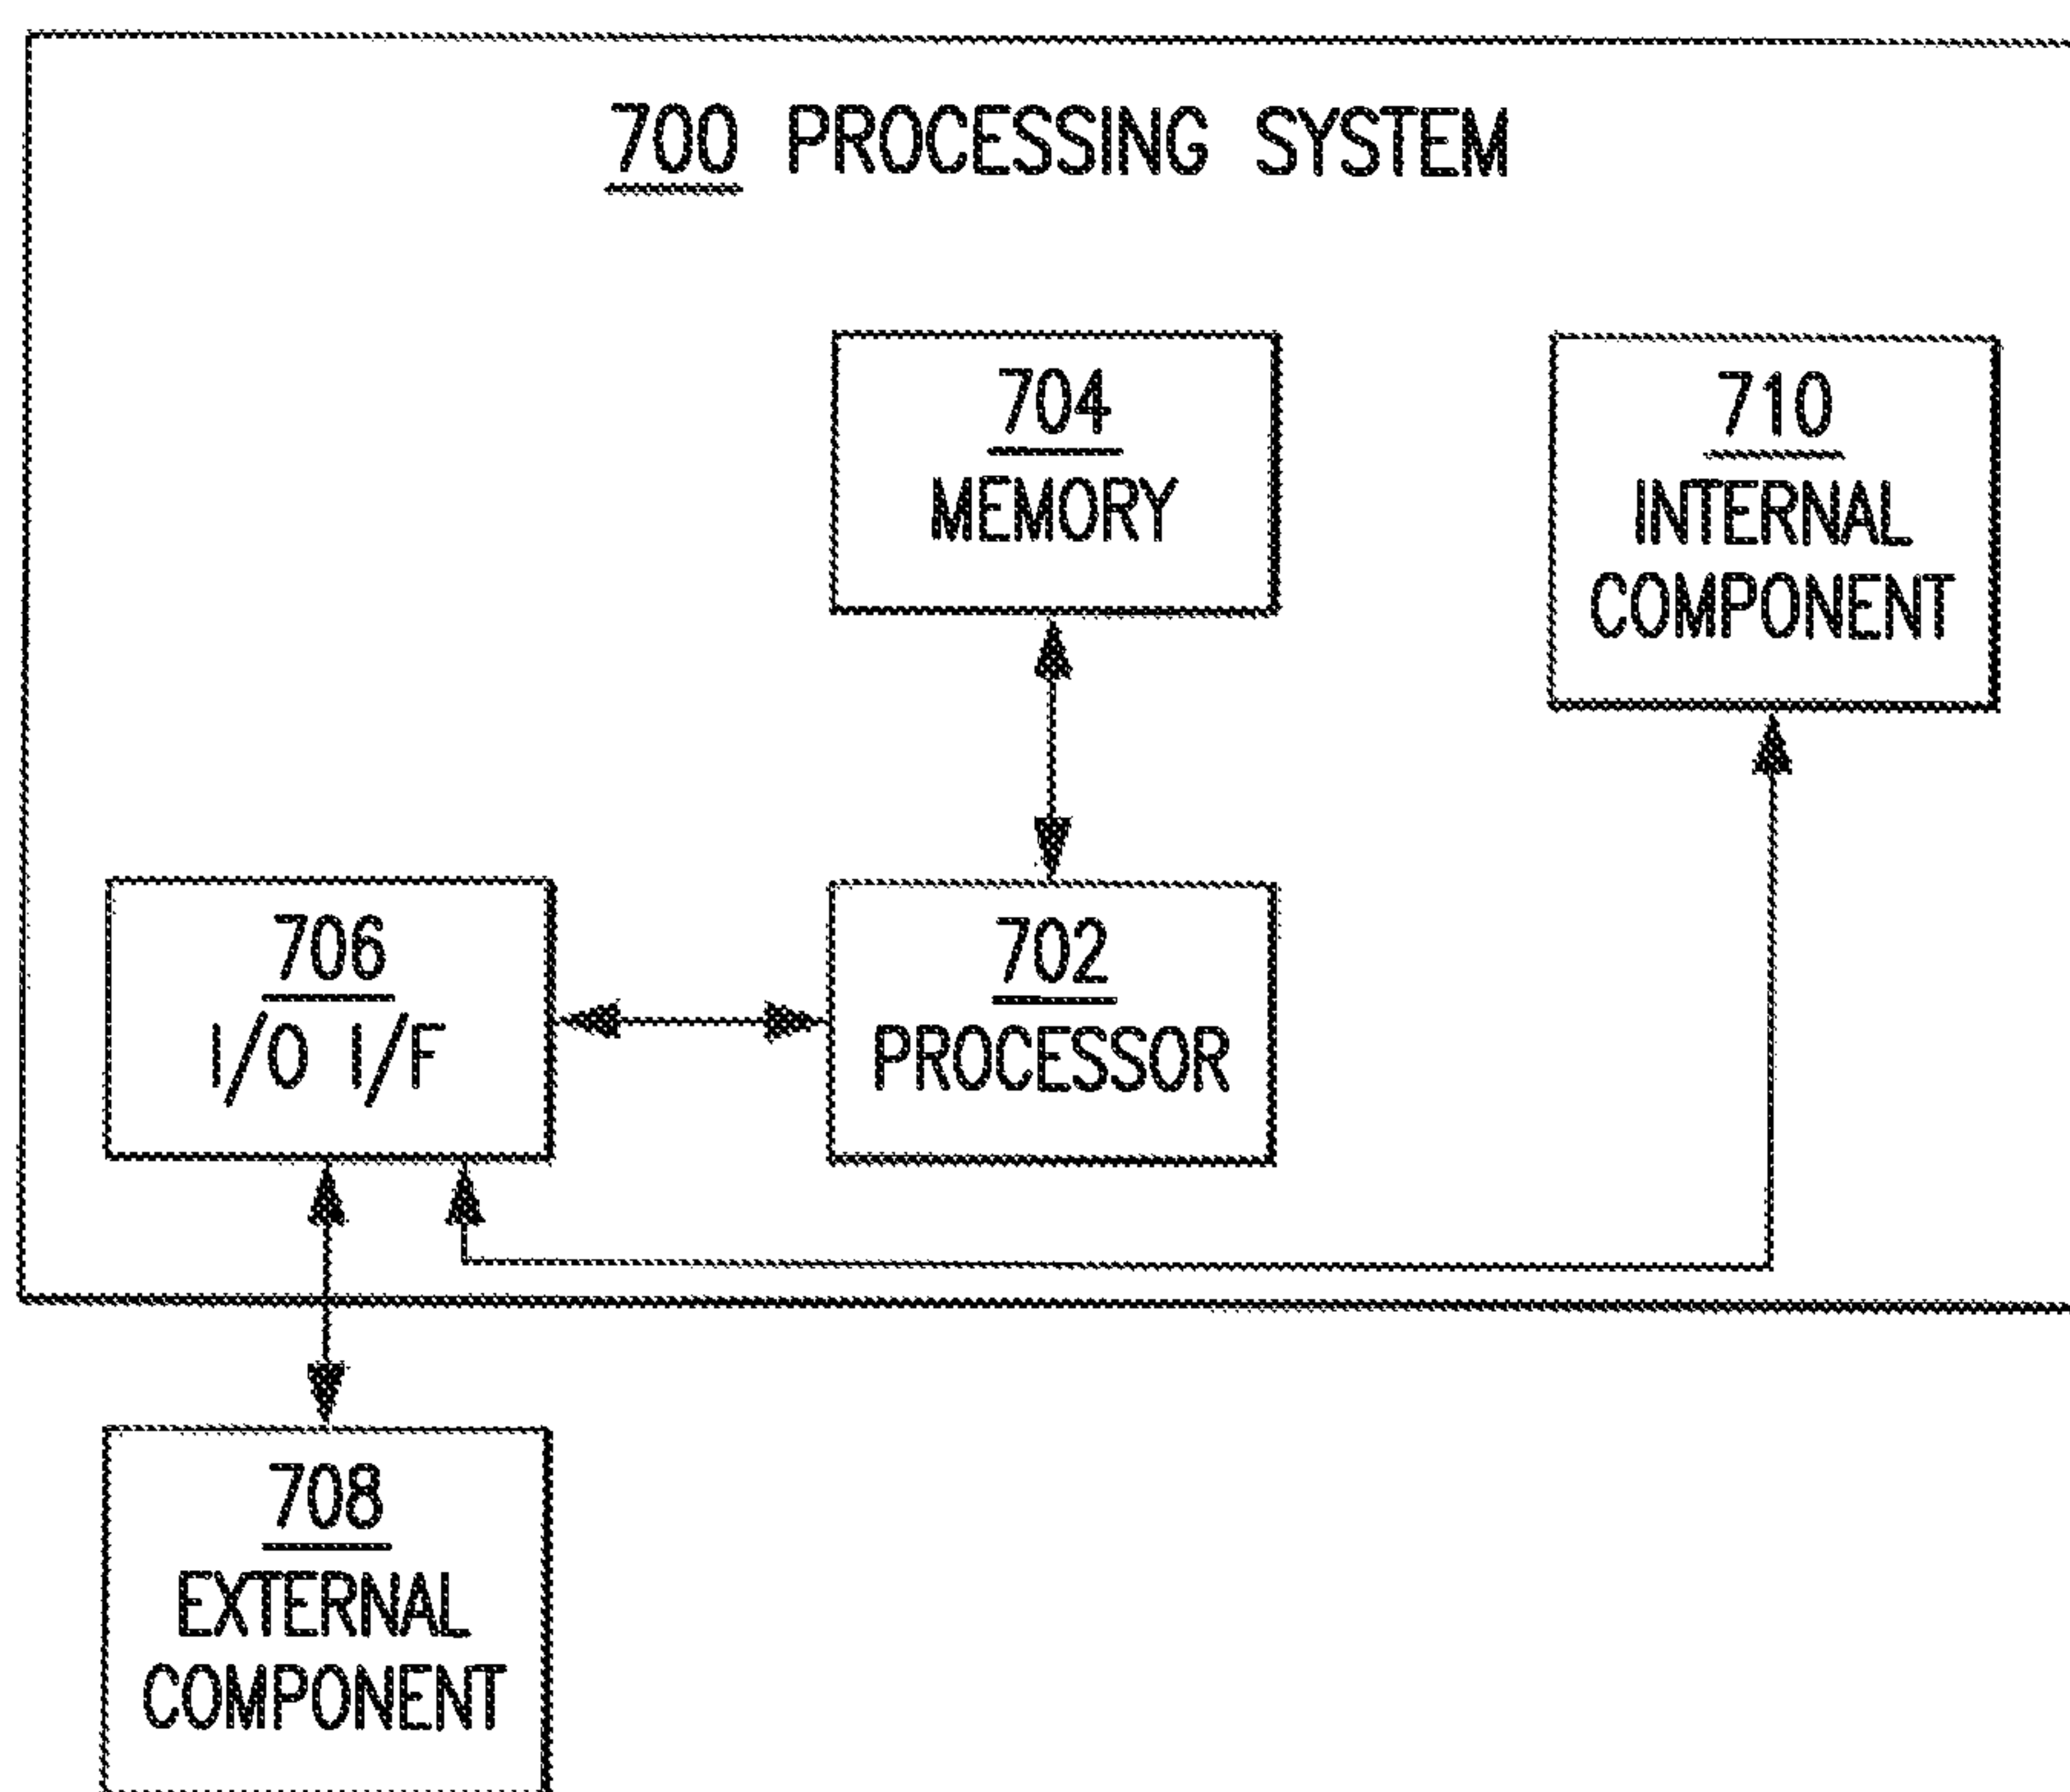 700 PROCESSING SYSTEM
704
MEMORY
710
INTERNAL
COMPONENT
706
I/O I/F
702
PROCESSOR
708
EXTERNAL
COMPONENT